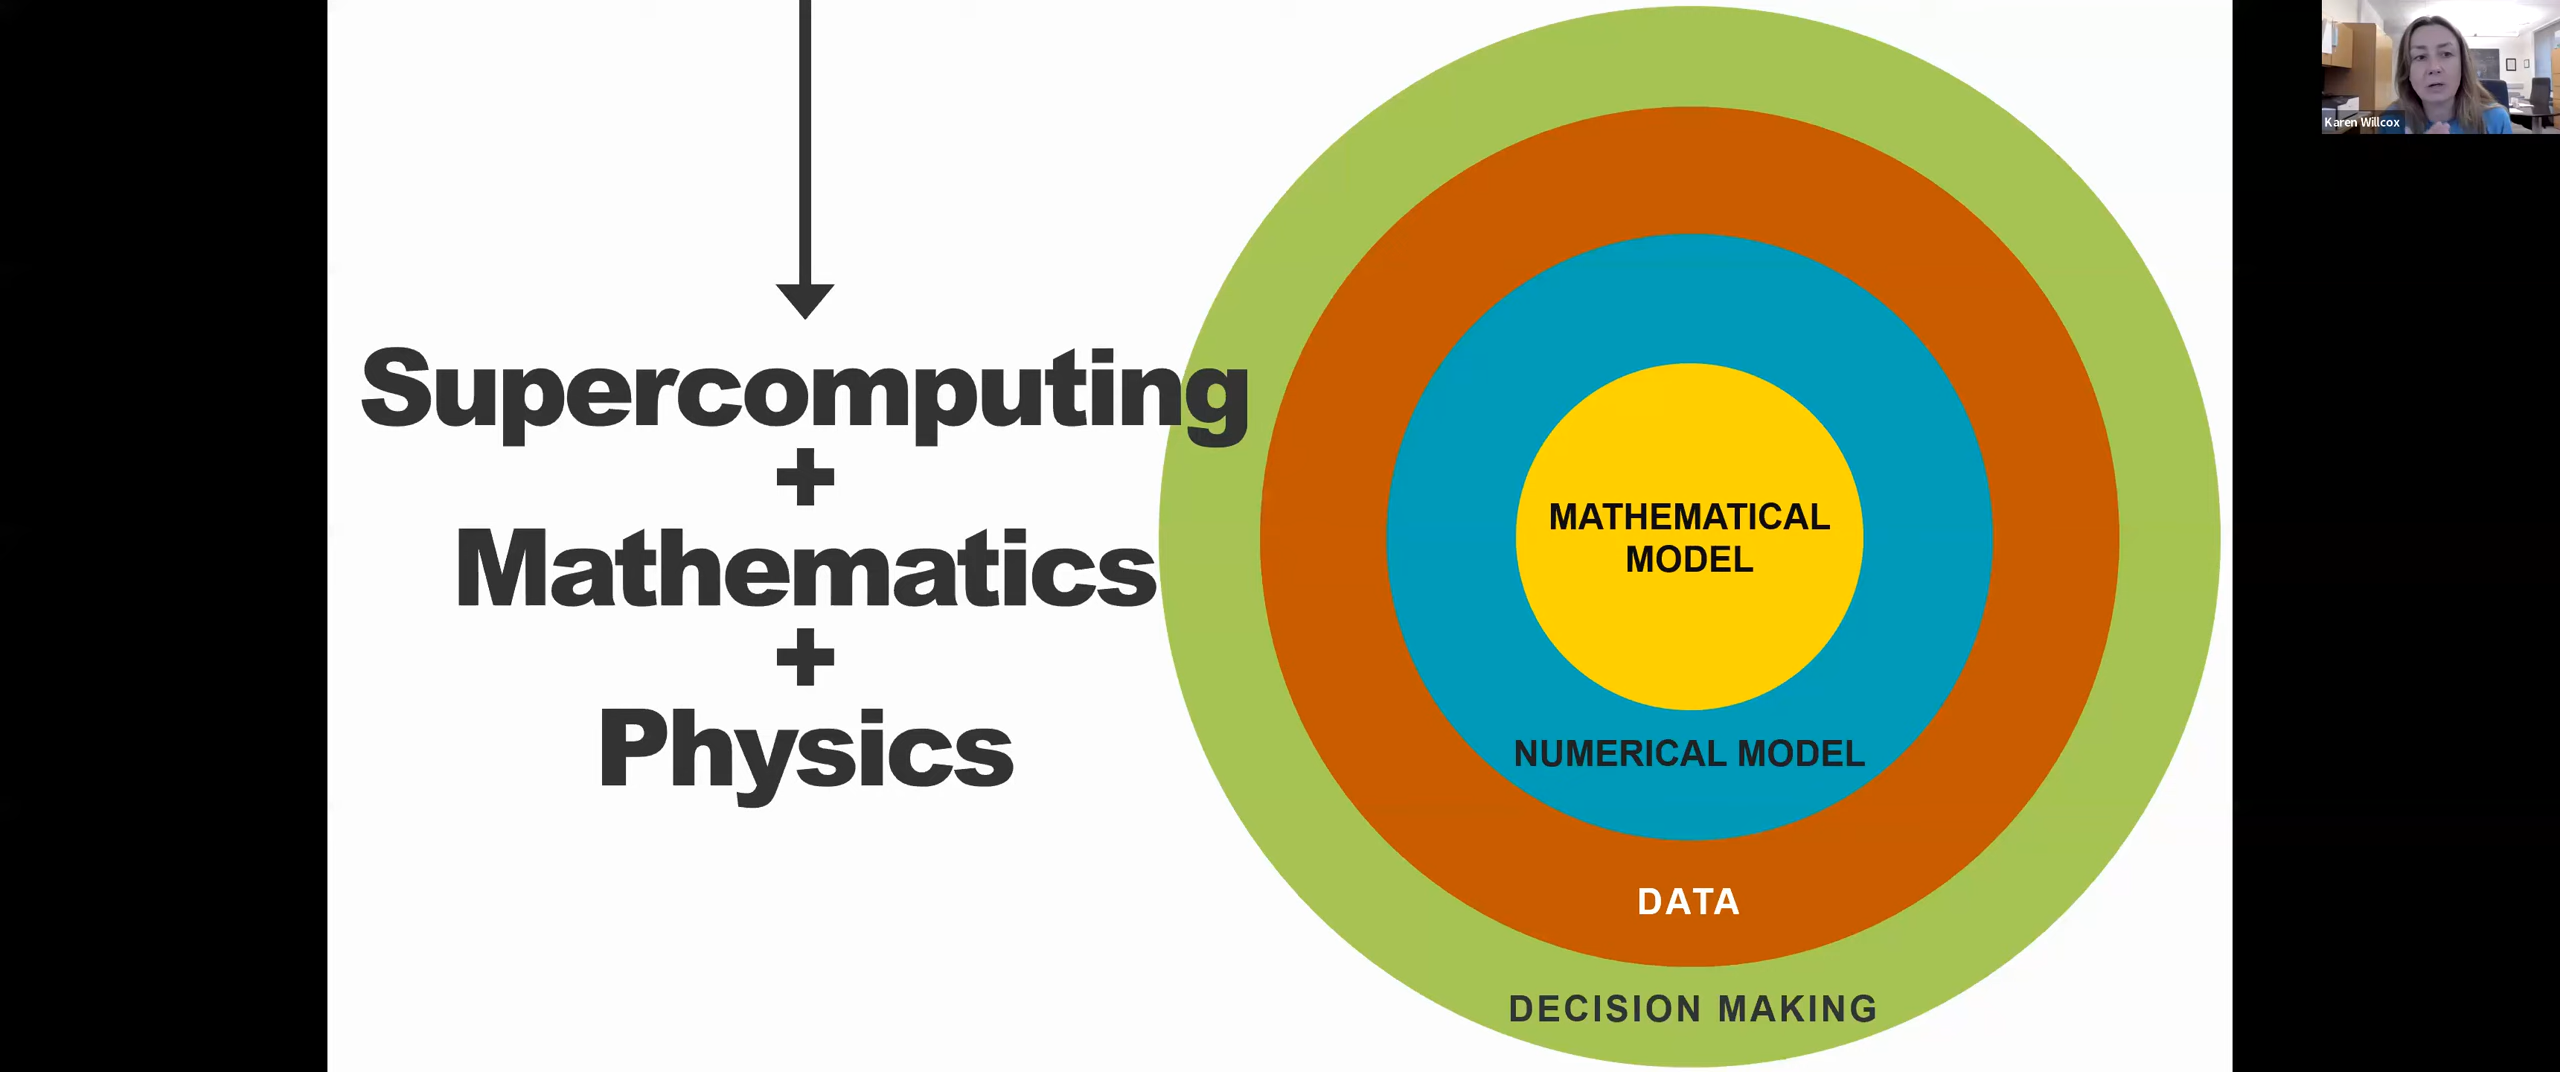 Supercomputing
+
Mathematics
+
Physics
MATHEMATICAL
MODEL
NUMERICAL MODEL
DATA
DECISION MAKING
Karen Willcox